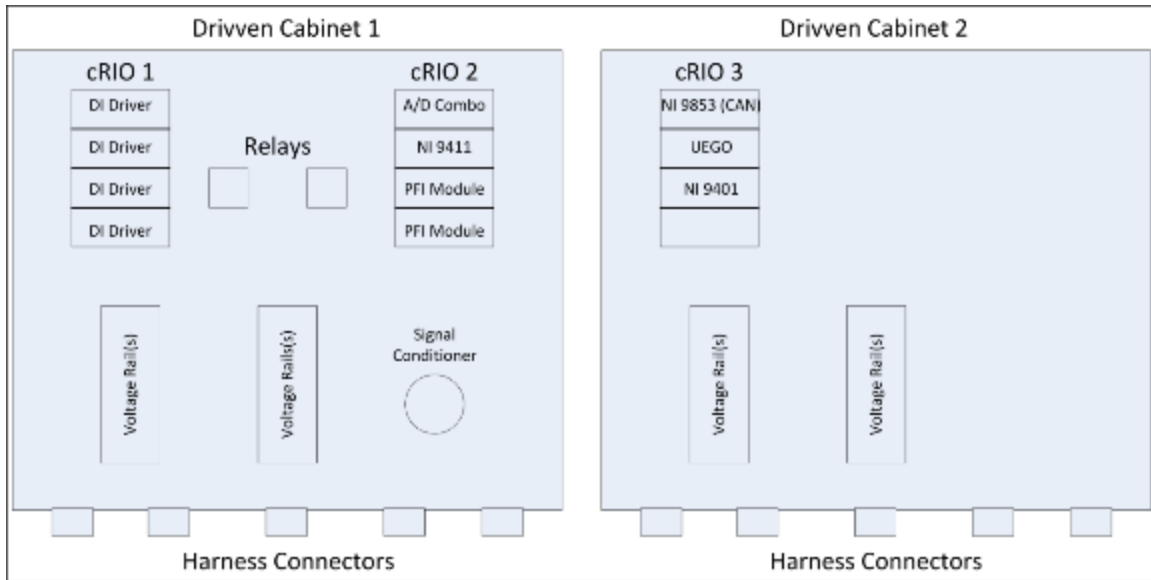 Drivven Cabinet 1
cRIO 1
DI Driver
DI Driver
DI Driver
DI Driver
Relays
cRIO 2
A/D Combo
NI 9411
PFI Module
PFI Module
Voltage Rail(s)
Voltage Rails(s)
Signal
Conditioner
Harness Connectors
Drivven Cabinet 2
cRIO 3
NI 9853 (CAN)
UEGO
NI 9401
Voltage Rail(s)
Voltage Rail(s)
Harness Connectors